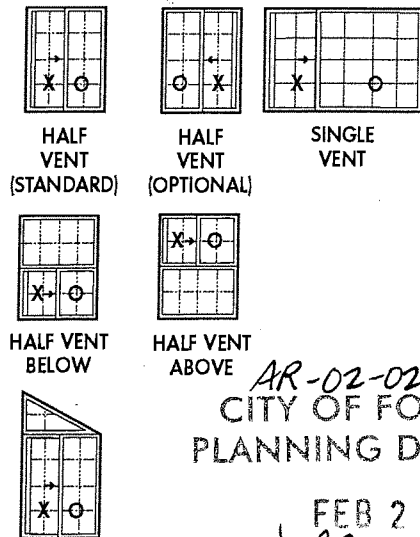 X O
O X
X O
HALF
VENT
(STANDARD)
HALF
VENT
(OPTIONAL)
SINGLE
VENT
X O
X O
HALF VENT
BELOW
HALF VENT
ABOVE
AR-02-02
CITY OF FO
PLANNING D
X O
FEB 2